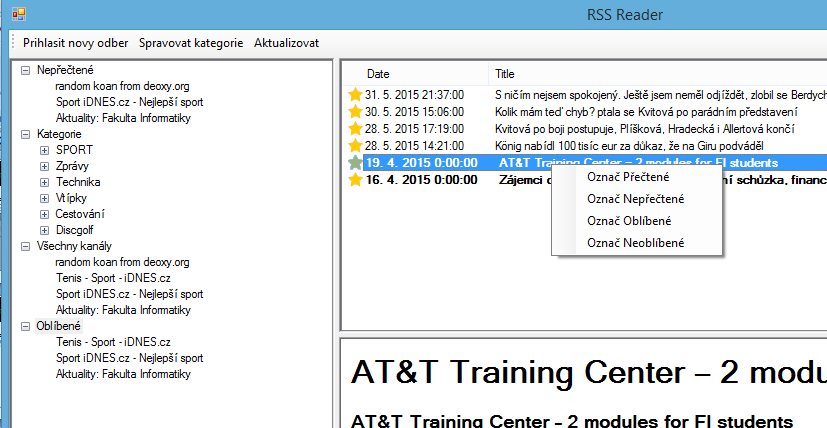 RSS Reader
Přihlasit novy odber Spravovat kategorie Aktualizovat
Nepřečtené
random koan from deoxy.org
Sport iDNES.cz - Nejlepší sport
Aktuality: Fakulta Informatiky
Kategorie
SPORT
Zprávy
Technika
Vtípky
Cestování
Discgolf
Všechny kanály
random koan from deoxy.org
Tenis - Sport - iDNES.cz
Sport iDNES.cz - Nejlepší sport
Aktuality: Fakulta Informatiky
Oblíbené
Tenis - Sport - iDNES.cz
Sport iDNES.cz - Nejlepší sport
Aktuality: Fakulta Informatiky
Date Title
31. 5. 2015 21:37:00 S ničím nejsem spokojený. Ještě jsem neměl odjíždět, zlobil se Berdych
30. 5. 2015 15:06:00 Kolik mám teď chyb? ptala se Kvitová po parádním představení
28. 5. 2015 17:19:00 Kvitová po boji postupuje, Plíšková, Hradecká i Allertová končí
28. 5. 2015 14:21:00 König nabídl 100 tisíc eur za důkaz, že na Giru podváděl
19. 4. 2015 0:00:00 AT&T Training Center – 2 modules for FI students
16. 4. 2015 0:00:00 Zájemci ní schůzka, financ
Označ Přečtené
Označ Nepřečtené
Označ Oblíbené
Označ Neoblíbené
AT&T Training Center – 2 modu
AT&T Training Center – 2 modules for FI students